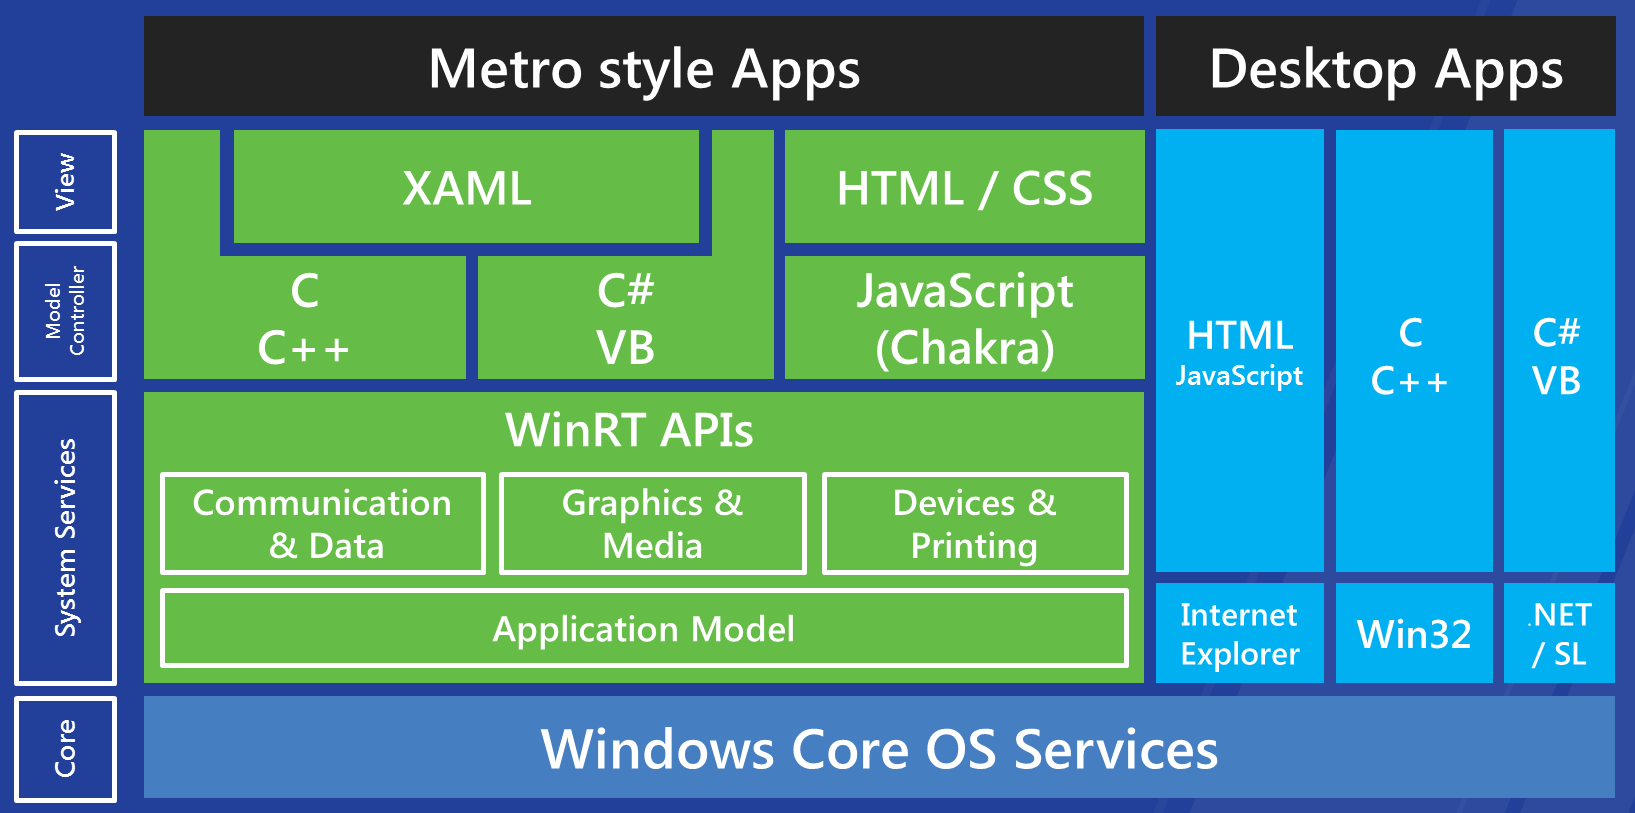 Metro style Apps
Desktop Apps
View
XAML
HTML / CSS
Model
Controller
C
C++
C#
VB
JavaScript
(Chakra)
HTML
JavaScript
C
C++
C#
VB
System Services
WinRT APIs
Communication
& Data
Graphics &
Media
Devices &
Printing
Application Model
Internet
Explorer
Win32
.NET
/ SL
Core
Windows Core OS Services